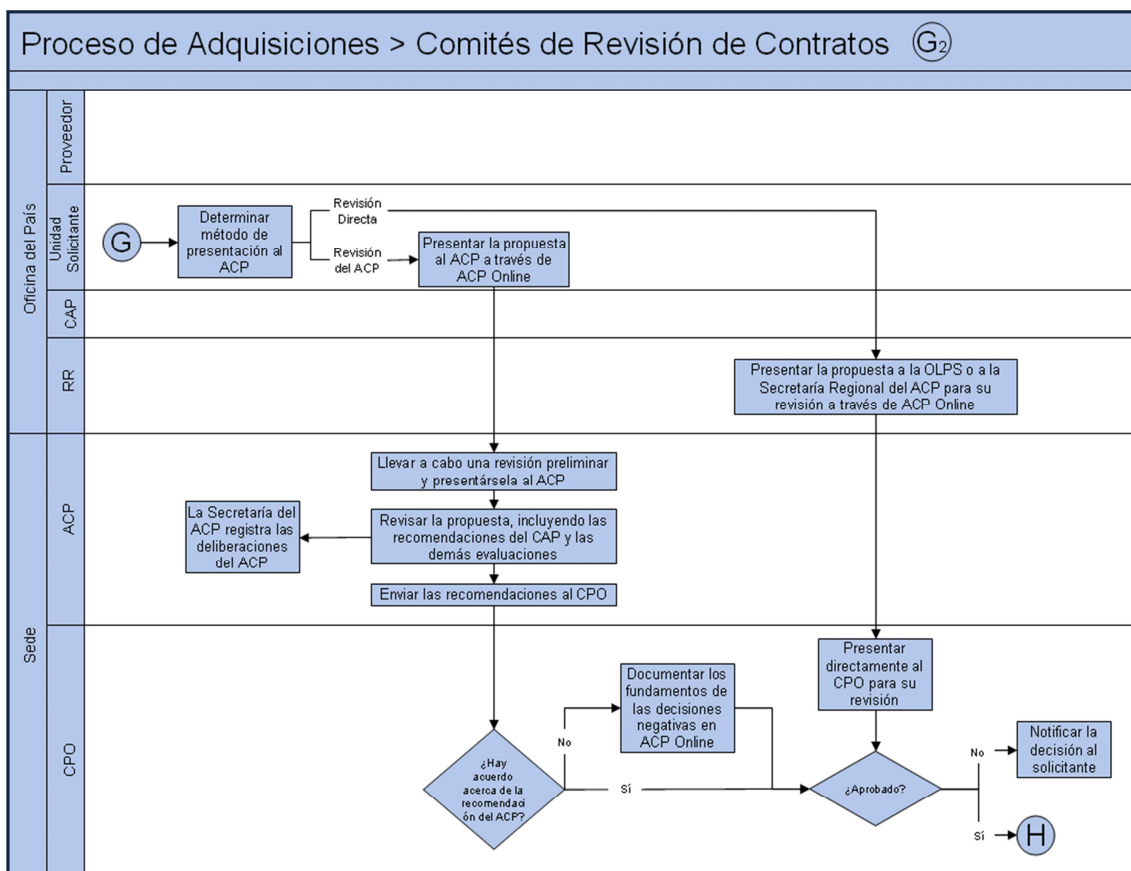 Proceso de Adquisiciones > Comités de Revisión de Contratos G2
Oficina del País
Proveedor
Unidad
Solicitante
CAP
RR
Sede
ACP
CPO
G
Determinar
método de
presentación al
ACP
Revisión
Directa
Revisión
del ACP
Presentar la propuesta
al ACP a través de
ACP Online
Presentar la propuesta a la OLPS o a la
Secretaría Regional del ACP para su
revisión a través de ACP Online
Llevar a cabo una revisión preliminar
y presentársela al ACP
La Secretaría del
ACP registra las
deliberaciones
del ACP
Revisar la propuesta, incluyendo las
recomendaciones del CAP y las
demás evaluaciones
Enviar las recomendaciones al CPO
Presentar
directamente al
CPO para su
revisión
Documentar los
fundamentos de
las decisiones
negativas en
ACP Online
¿Hay
acuerdo
acerca de la
recomendaci
ón del ACP?
No
Sí
¿Aprobado?
No
Notificar la
decisión al
solicitante
Sí
H